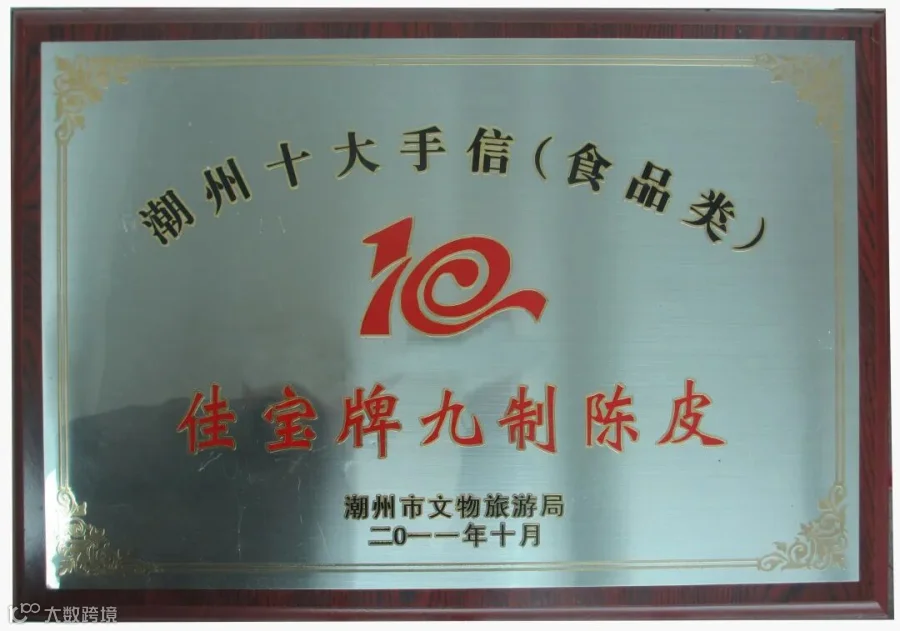 潮州十大手信(食品类)
10
佳宝牌九制陈皮
潮州市文物旅游局
二0一一年十月
大数跨境